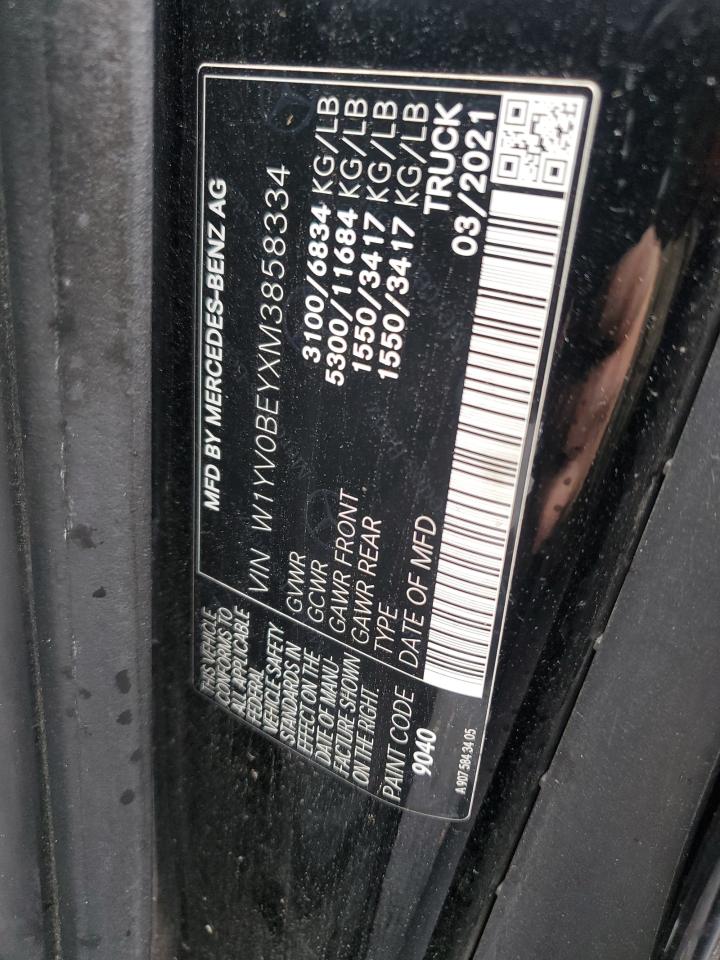 MFD BY MERCEDES-BENZ AG
VIN W1YV0BEYXM3858334
GVWR 3100/6834 KG/LB
GCWR 5300/11684 KG/LB
GAWR FRONT 1550/3417 KG/LB
GAWR REAR 1550/3417 KG/LB
TYPE TRUCK
DATE OF MFD 03/2021
THIS VEHICLE
CONFORMS TO
ALL APPLICABLE
FEDERAL
VEHICLE SAFETY
STANDARDS IN
EFFECT ON THE
DATE OF MANU-
FACTURE SHOWN
ON THE RIGHT.
PAINT CODE
9040
A 907 584 34 05